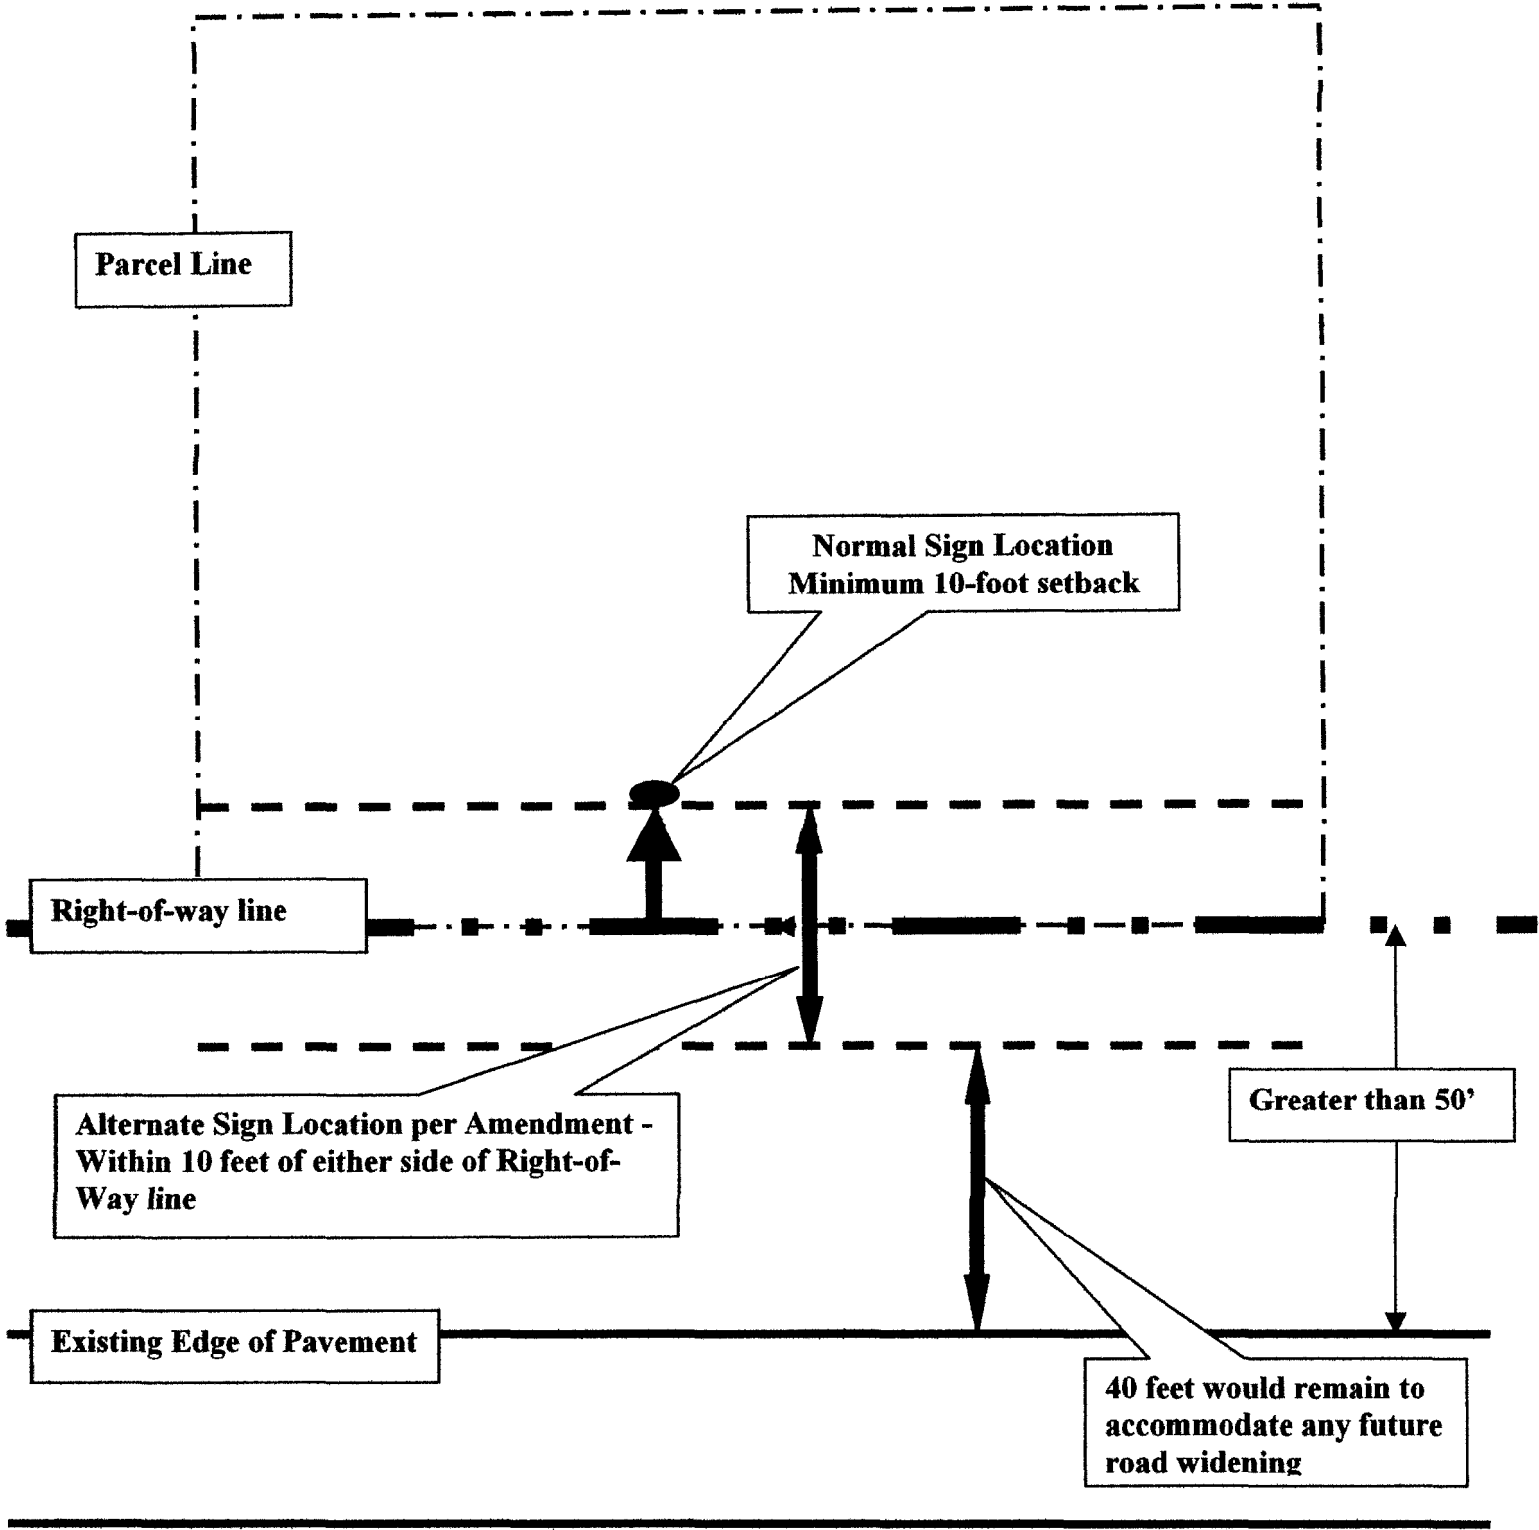 Parcel Line
Normal Sign Location
Minimum 10-foot setback
Right-of-way line
Greater than 50’
Alternate Sign Location per Amendment -
Within 10 feet of either side of Right-of-
Way line
Existing Edge of Pavement
40 feet would remain to
accommodate any future
road widening